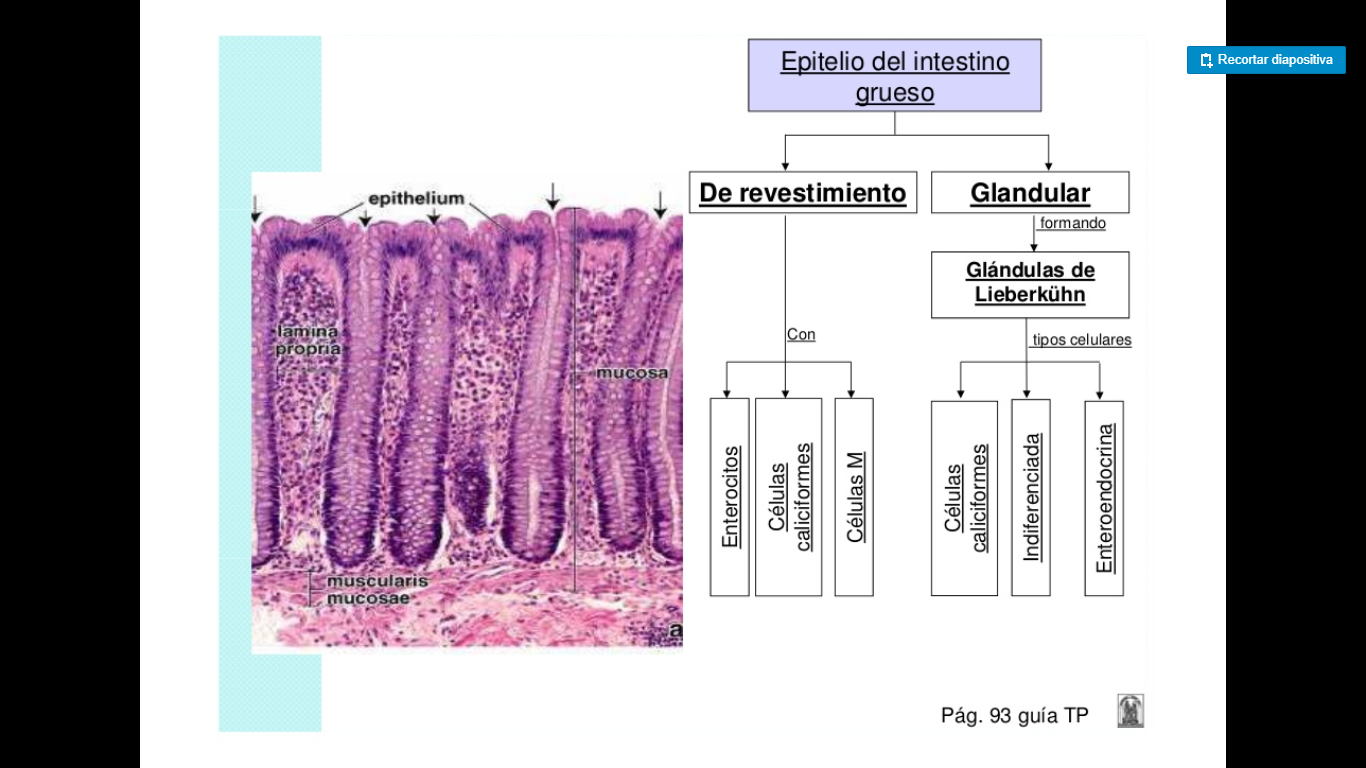 Recortar diapositiva
Epitelio del intestino
grueso
De revestimiento
Glandular
formando
Glándulas de
Lieberkühn
Con
tipos celulares
Enterocitos
Células
caliciformes
Células M
Células
caliciformes
Indiferenciada
Enteroendocrina
epithelium
lamina
propria
mucosa
muscularis
mucosae
a
Pág. 93 guía TP